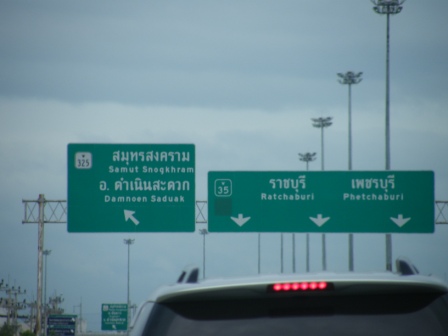 325
สมุทรสงคราม
Samut Snogkhram
อ. ดำเนินสะดวก
Damnoen Saduak
35
ราชบุรี
Ratchaburi
เพชรบุรี
Phetchaburi